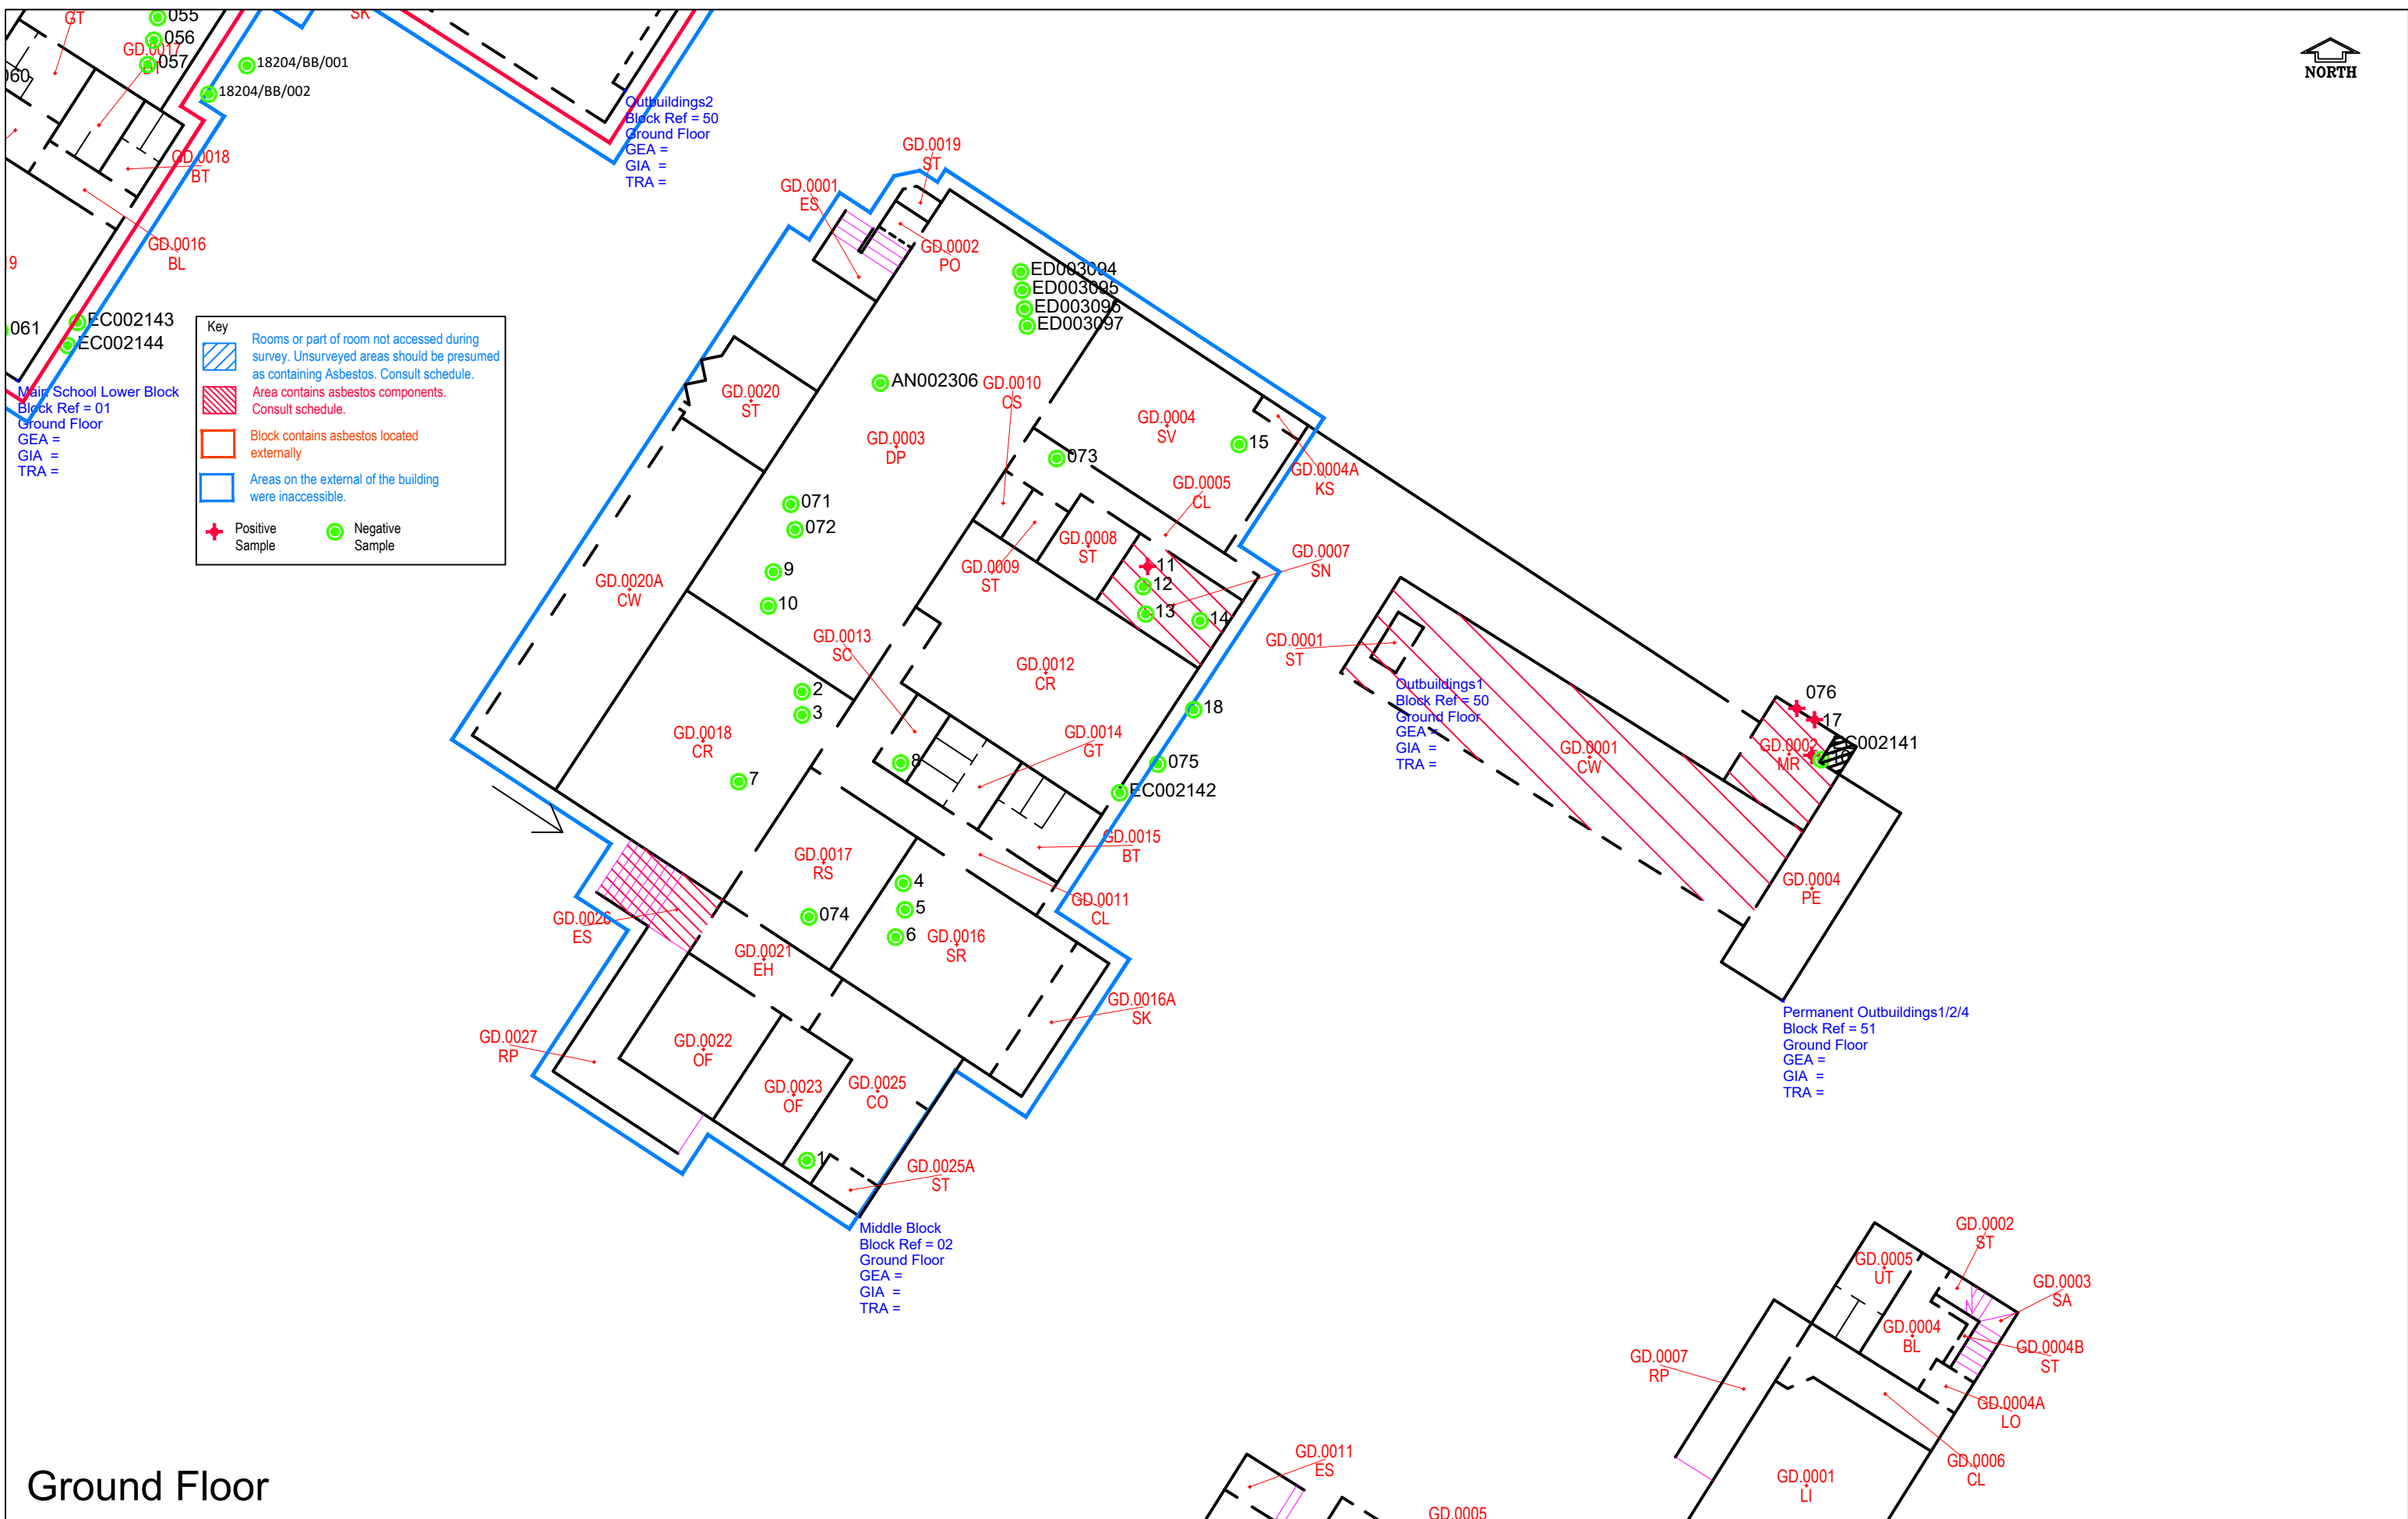 GT
055
056
GD.0017
BT
057
060
18204/BB/001
18204/BB/002
SK
NORTH
Outbuildings2
Block Ref = 50
Ground Floor
GEA =
GIA =
TRA =
GD.0018
BT
GD.0016
BL
9
061
EC002143
EC002144
Main School Lower Block
Block Ref = 01
Ground Floor
GEA =
GIA =
TRA =
Key
Rooms or part of room not accessed during
survey. Unsurveyed areas should be presumed
as containing Asbestos. Consult schedule.
Area contains asbestos components.
Consult schedule.
Block contains asbestos located
externally
Areas on the external of the building
were inaccessible.
Positive
Sample
Negative
Sample
GD.0019
ST
GD.0001
ES
GD.0002
PO
ED003094
ED003095
ED003096
ED003097
AN002306
GD.0010
CS
GD.0020
ST
GD.0003
DP
GD.0004
SV
15
073
GD.0004A
KS
GD.0005
CL
071
072
GD.0008
ST
GD.0009
ST
GD.0007
SN
11
12
13
14
9
10
GD.0020A
CW
GD.0013
SC
GD.0012
CR
GD.0001
ST
2
3
18
GD.0018
CR
GD.0014
GT
8
7
075
EC002142
Outbuildings1
Block Ref = 50
Ground Floor
GEA =
GIA =
TRA =
GD.0001
CW
076
17
GD.0002
MR
EC002141
16
GD.0015
BT
GD.0017
RS
4
5
6
074
GD.0011
CL
GD.0004
PE
GD.0026
ES
GD.0021
EH
GD.0016
SR
GD.0016A
SK
GD.0027
RP
GD.0022
OF
GD.0023
OF
GD.0025
CO
1
GD.0025A
ST
Permanent Outbuildings1/2/4
Block Ref = 51
Ground Floor
GEA =
GIA =
TRA =
Middle Block
Block Ref = 02
Ground Floor
GEA =
GIA =
TRA =
GD.0002
ST
GD.0005
UT
GD.0003
SA
GD.0004
BL
GD.0004B
ST
GD.0007
RP
GD.0004A
LO
GD.0006
CL
GD.0001
LI
GD.0011
ES
GD.0005
Ground Floor